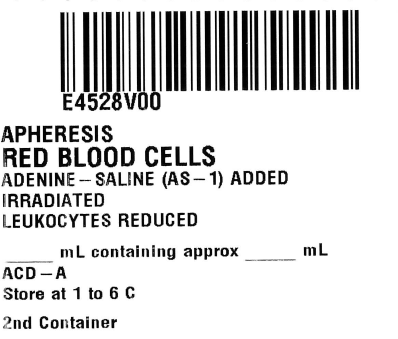 E4528V00
APHERESIS
RED BLOOD CELLS
ADENINE–SALINE (AS–1) ADDED
IRRADIATED
LEUKOCYTES REDUCED
_____ mL containing approx _____ mL
ACD–A
Store at 1 to 6 C
2nd Container